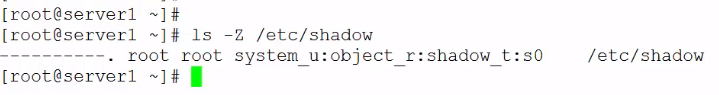 [root@server1 ~]#
[root@server1 ~]# ls -Z /etc/shadow
----------. root root system_u:object_r:shadow_t:s0    /etc/shadow
[root@server1 ~]#